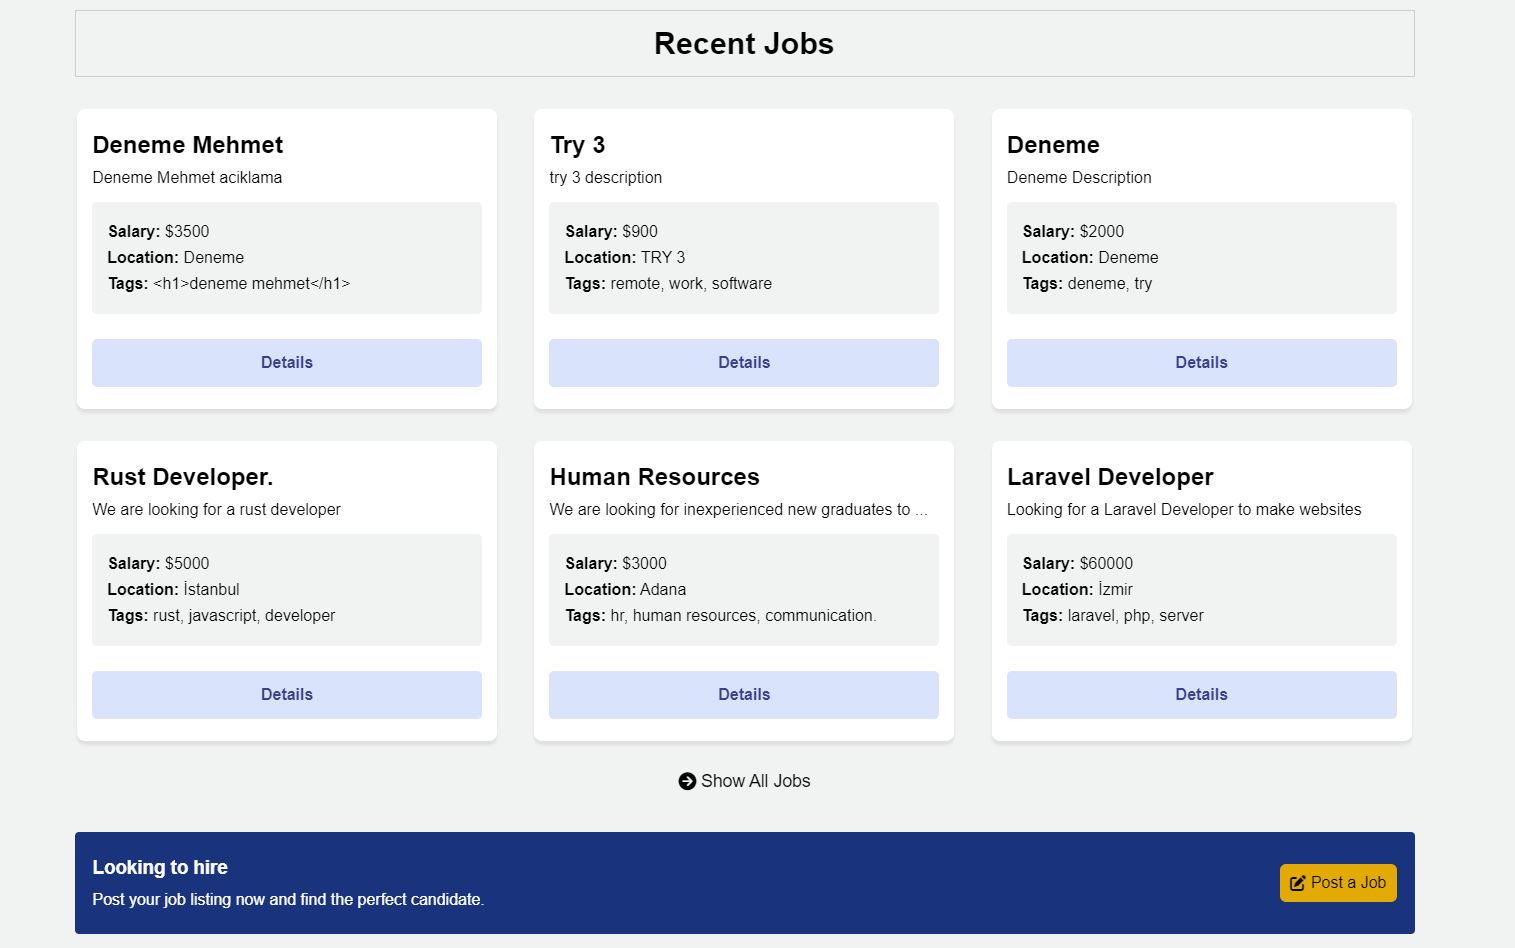 Recent Jobs
Deneme Mehmet
Deneme Mehmet aciklama
Salary: $3500
Location: Deneme
Tags: <h1>deneme mehmet</h1>
Details
Try 3
try 3 description
Salary: $900
Location: TRY 3
Tags: remote, work, software
Details
Deneme
Deneme Description
Salary: $2000
Location: Deneme
Tags: deneme, try
Details
Rust Developer.
We are looking for a rust developer
Salary: $5000
Location: İstanbul
Tags: rust, javascript, developer
Details
Human Resources
We are looking for inexperienced new graduates to ...
Salary: $3000
Location: Adana
Tags: hr, human resources, communication.
Details
Laravel Developer
Looking for a Laravel Developer to make websites
Salary: $60000
Location: İzmir
Tags: laravel, php, server
Details
Show All Jobs
Looking to hire
Post your job listing now and find the perfect candidate.
Post a Job